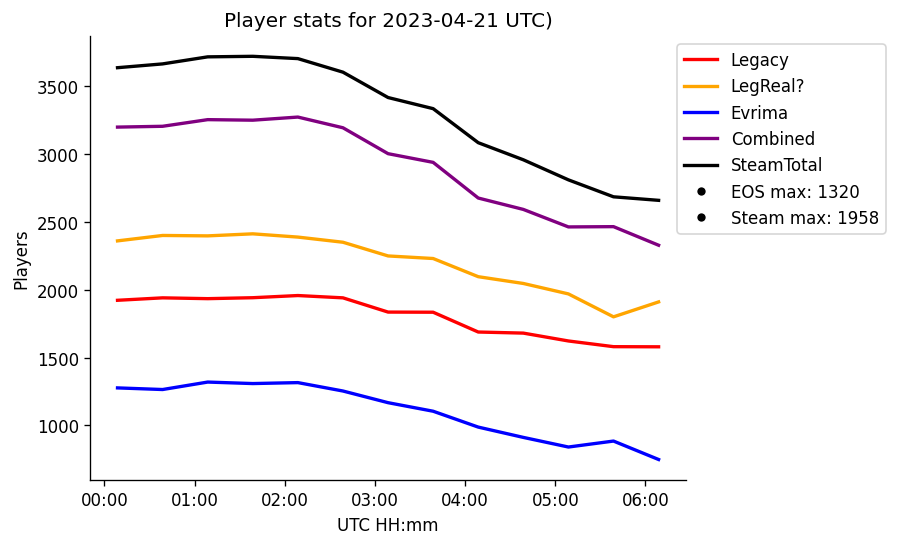 Player stats for 2023-04-21 UTC)
Players
3500
3000
2500
2000
1500
1000
00:00 01:00 02:00 03:00 04:00 05:00 06:00
UTC HH:mm
Legacy
LegReal?
Evrima
Combined
SteamTotal
EOS max: 1320
Steam max: 1958